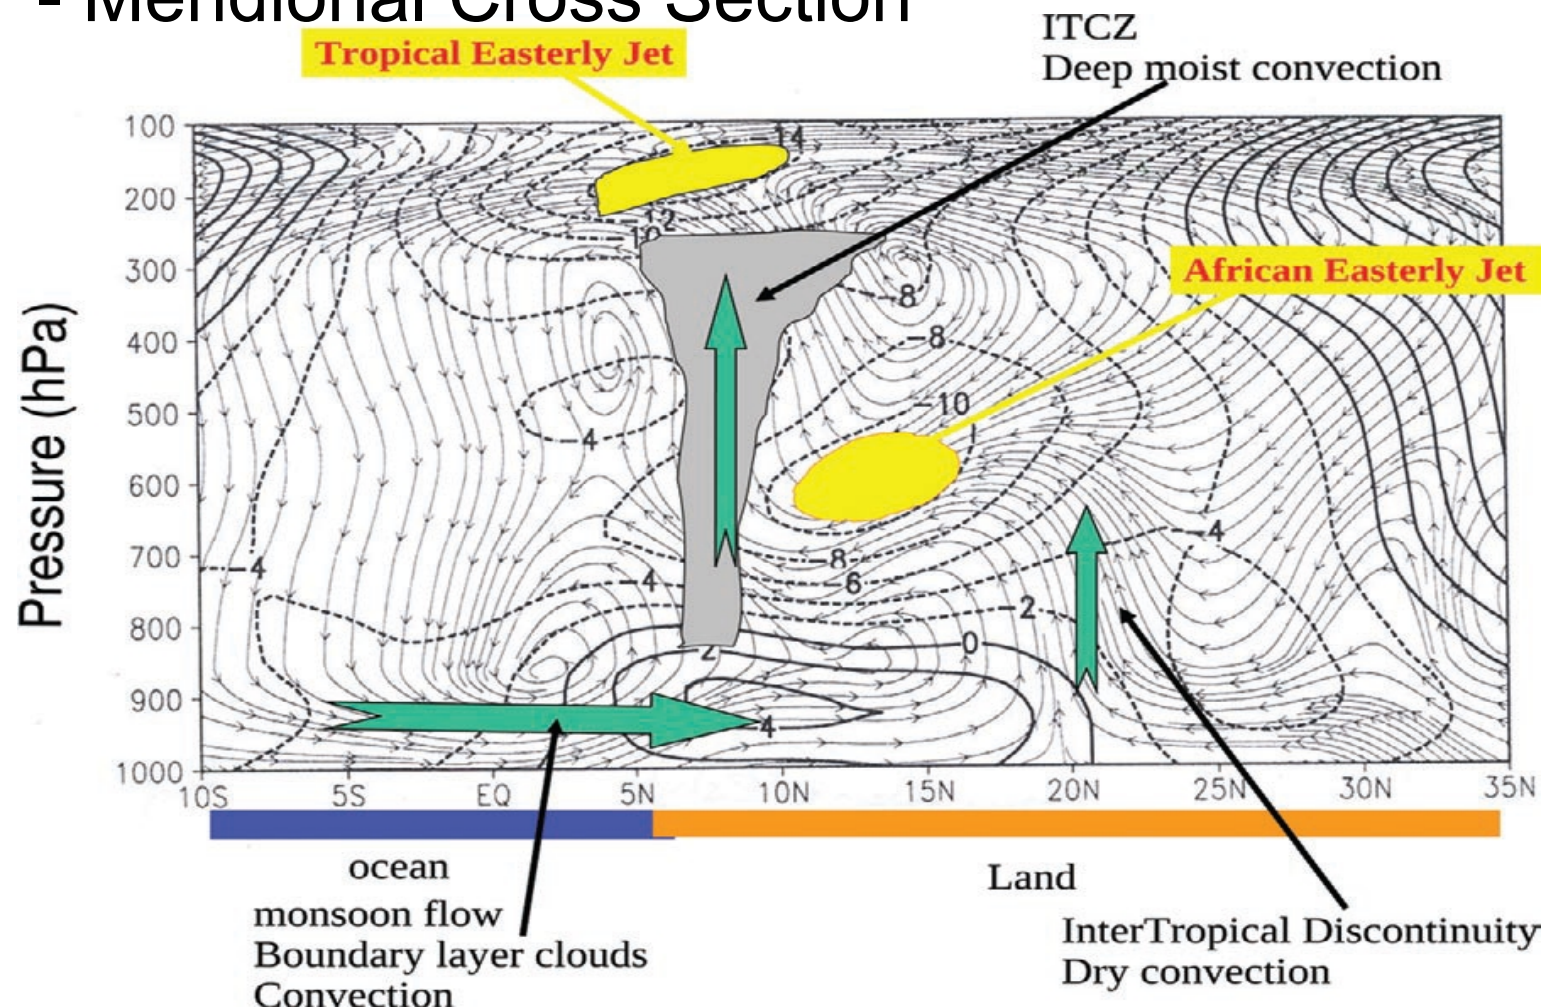 - Meridional Cross Section
Tropical Easterly Jet
ITCZ
Deep moist convection
African Easterly Jet
Pressure (hPa)
100
200
300
400
500
600
700
800
900
1000
-14
-12
-10
-8
-8
-10
-4
-4
-4
-8
-6
-4
-2
0
2
4
10S 5S EQ 5N 10N 15N 20N 25N 30N 35N
ocean
Land
monsoon flow
Boundary layer clouds
Convection
InterTropical Discontinuity
Dry convection